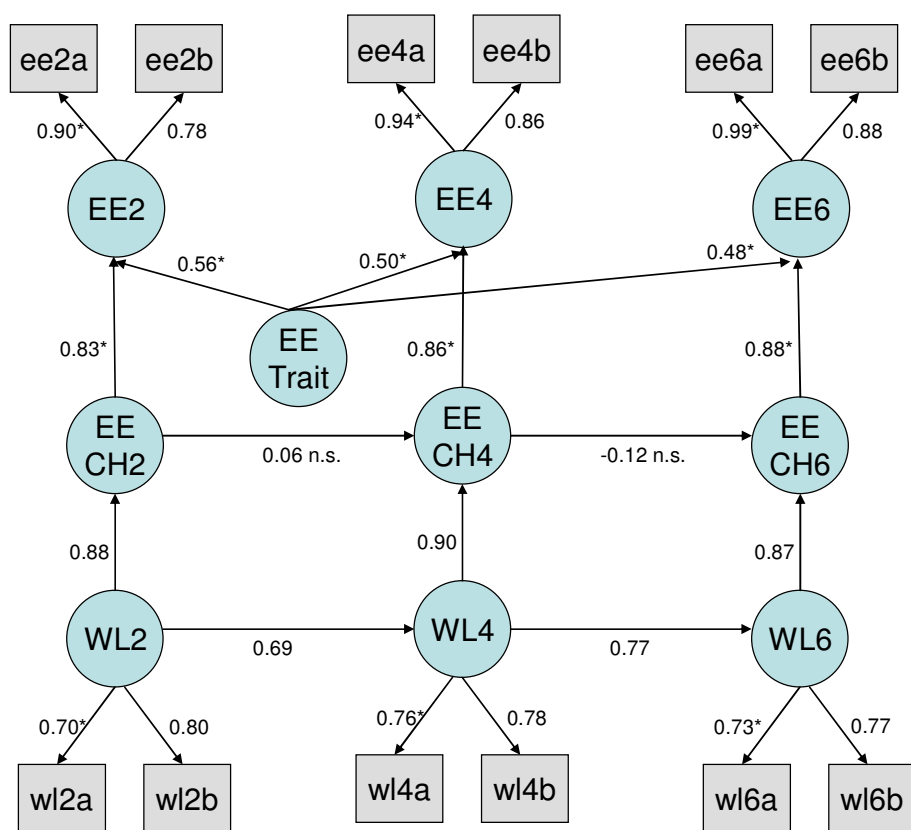 ee2a
ee2b
ee4a
ee4b
ee6a
ee6b
0.90*
0.78
0.94*
0.86
0.99*
0.88
EE2
EE4
EE6
0.56*
0.50*
0.48*
0.83*
EE
Trait
0.86*
0.88*
EE
CH2
EE
CH4
EE
CH6
0.06 n.s.
-0.12 n.s.
0.88
0.90
0.87
WL2
WL4
WL6
0.69
0.77
0.70*
0.80
0.76*
0.78
0.73*
0.77
wl2a
wl2b
wl4a
wl4b
wl6a
wl6b